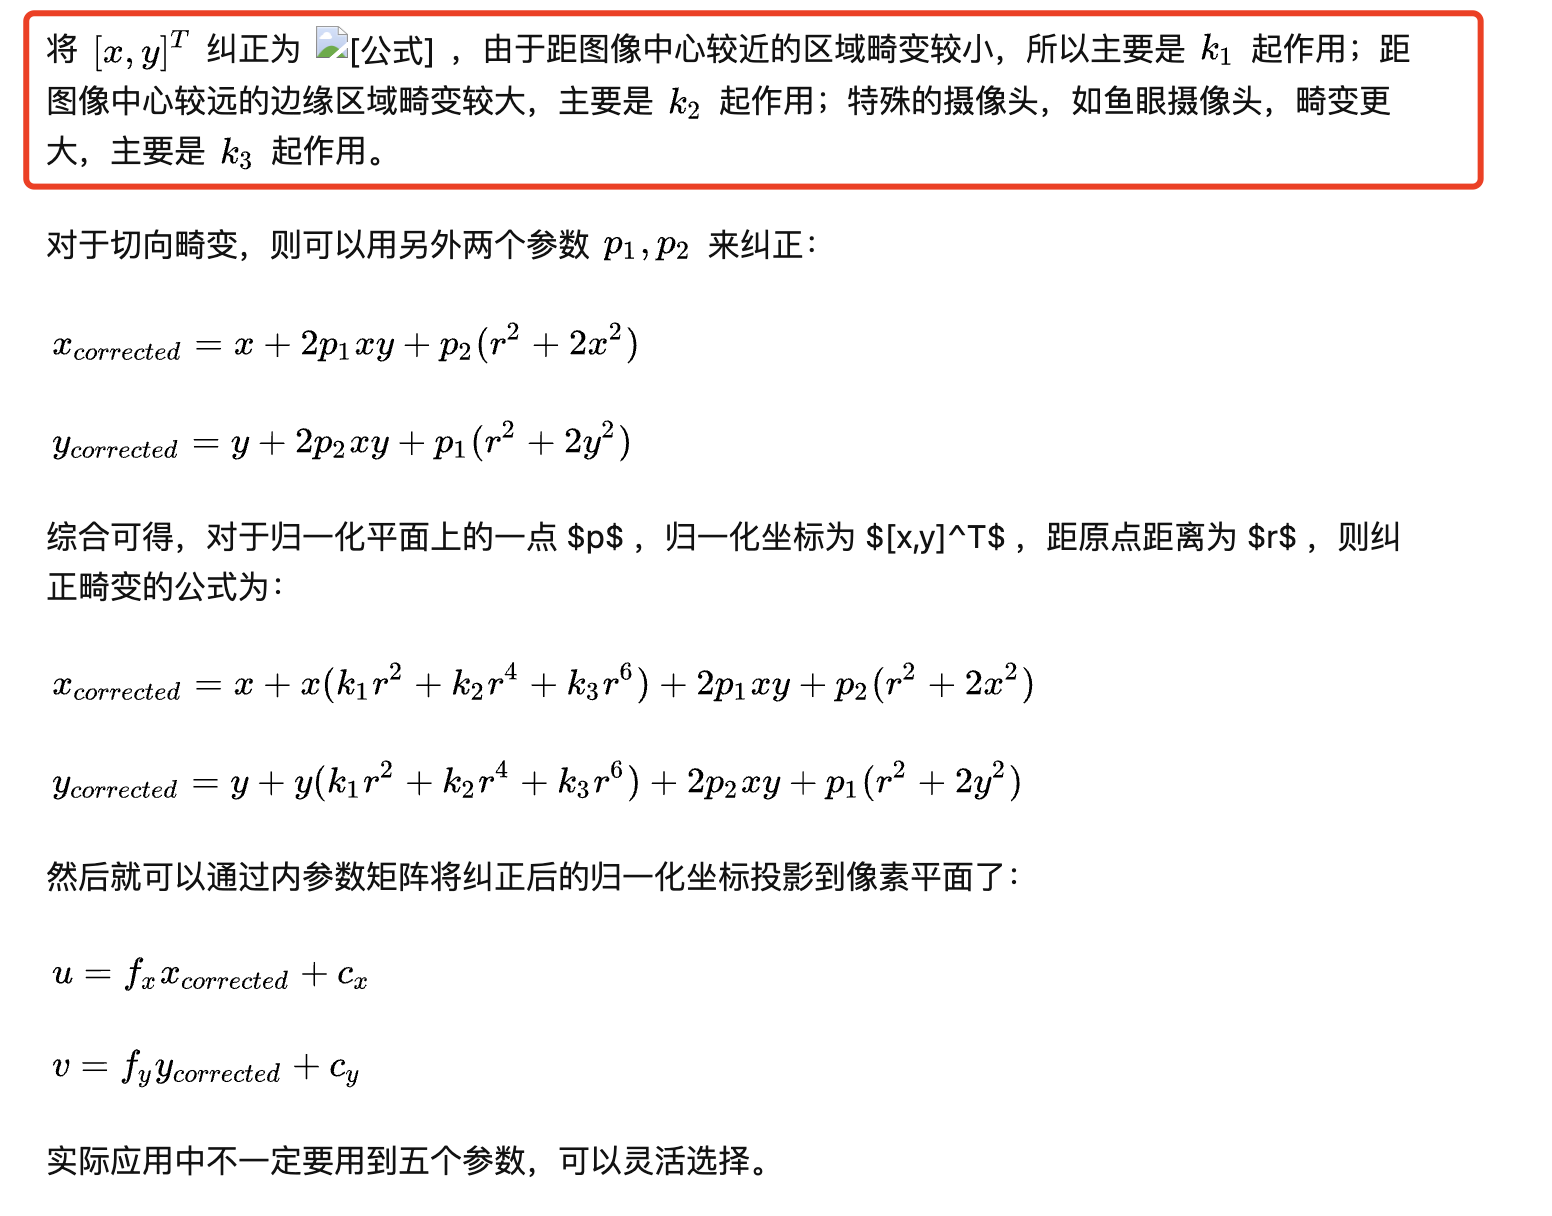 将 [x, y]^T 纠正为 [公式] ，由于距图像中心较近的区域畸变较小，所以主要是 k_1 起作用；距
图像中心较远的边缘区域畸变较大，主要是 k_2 起作用；特殊的摄像头，如鱼眼摄像头，畸变更
大，主要是 k_3 起作用。
对于切向畸变，则可以用另外两个参数 p_1, p_2 来纠正：
x_{corrected} = x + 2p_1xy + p_2(r^2 + 2x^2)
y_{corrected} = y + 2p_2xy + p_1(r^2 + 2y^2)
综合可得，对于归一化平面上的一点 $p$ ，归一化坐标为 $[x,y]^T$ ，距原点距离为 $r$ ，则纠
正畸变的公式为：
x_{corrected} = x + x(k_1r^2 + k_2r^4 + k_3r^6) + 2p_1xy + p_2(r^2 + 2x^2)
y_{corrected} = y + y(k_1r^2 + k_2r^4 + k_3r^6) + 2p_2xy + p_1(r^2 + 2y^2)
然后就可以通过内参数矩阵将纠正后的归一化坐标投影到像素平面了：
u = f_xx_{corrected} + c_x
v = f_yy_{corrected} + c_y
实际应用中不一定要用到五个参数，可以灵活选择。